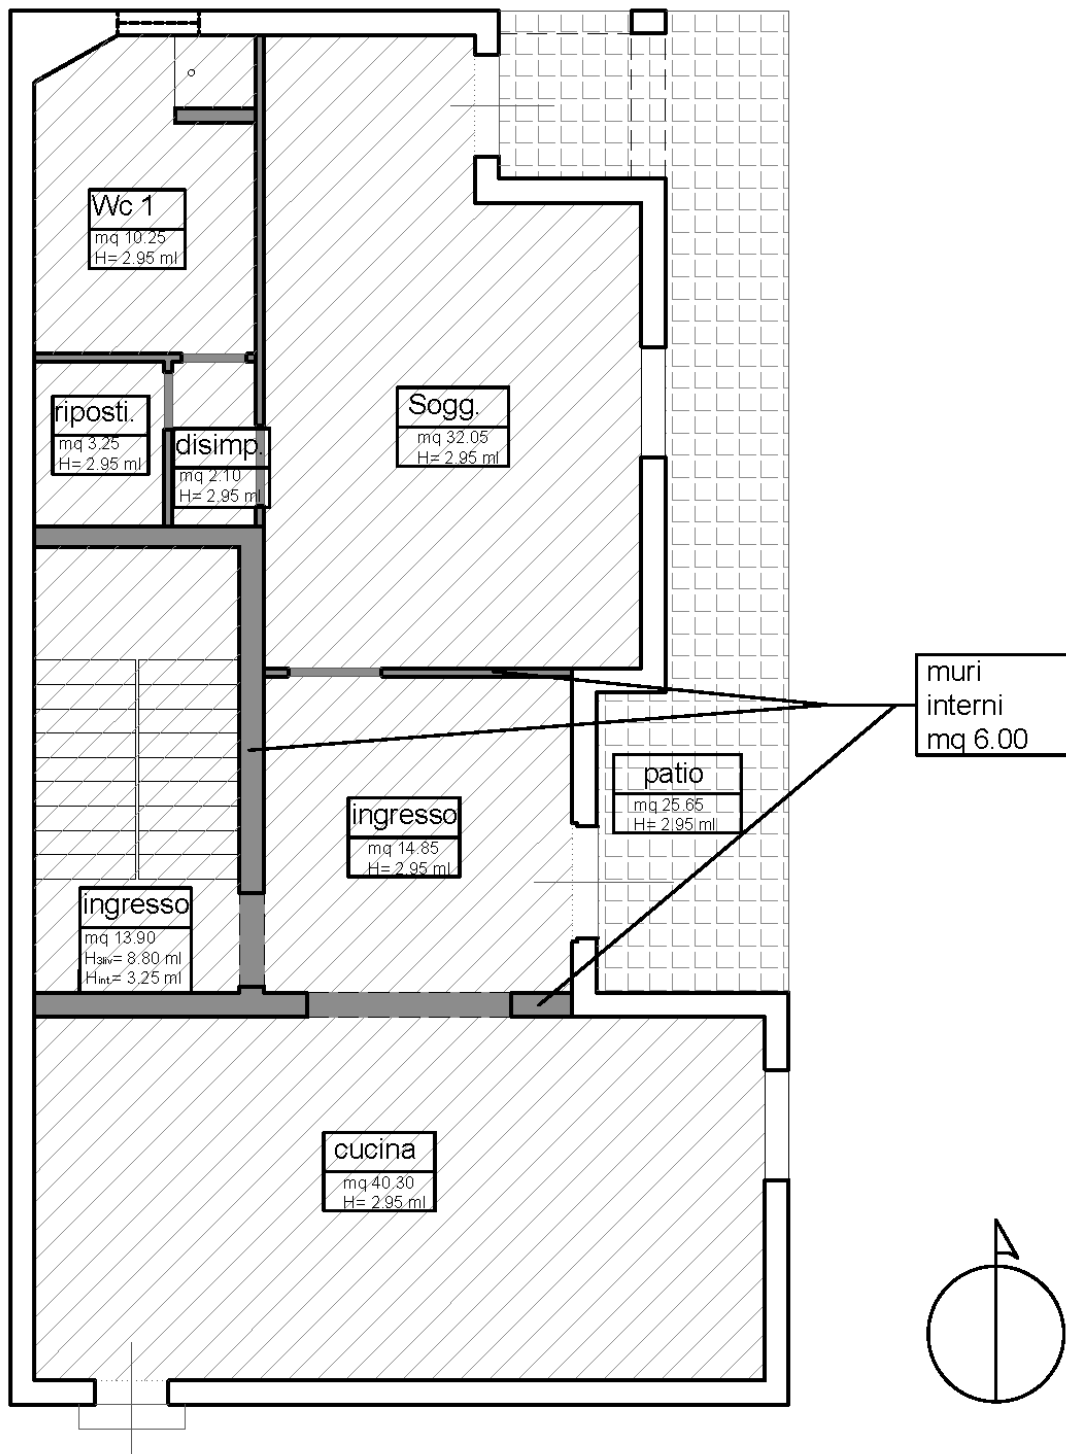 Wc 1
mq 10.25
H= 2.95 ml
riposti.
mq 3.25
H= 2.95 ml
disimp.
mq 2.10
H= 2.95 ml
Sogg.
mq 32.05
H= 2.95 ml
muri
interni
mq 6.00
patio
mq 25.65
H= 2.95 ml
ingresso
mq 14.85
H= 2.95 ml
ingresso
mq 13.90
H3liv= 8.80 ml
Hint= 3.25 ml
cucina
mq 40.30
H= 2.95 ml